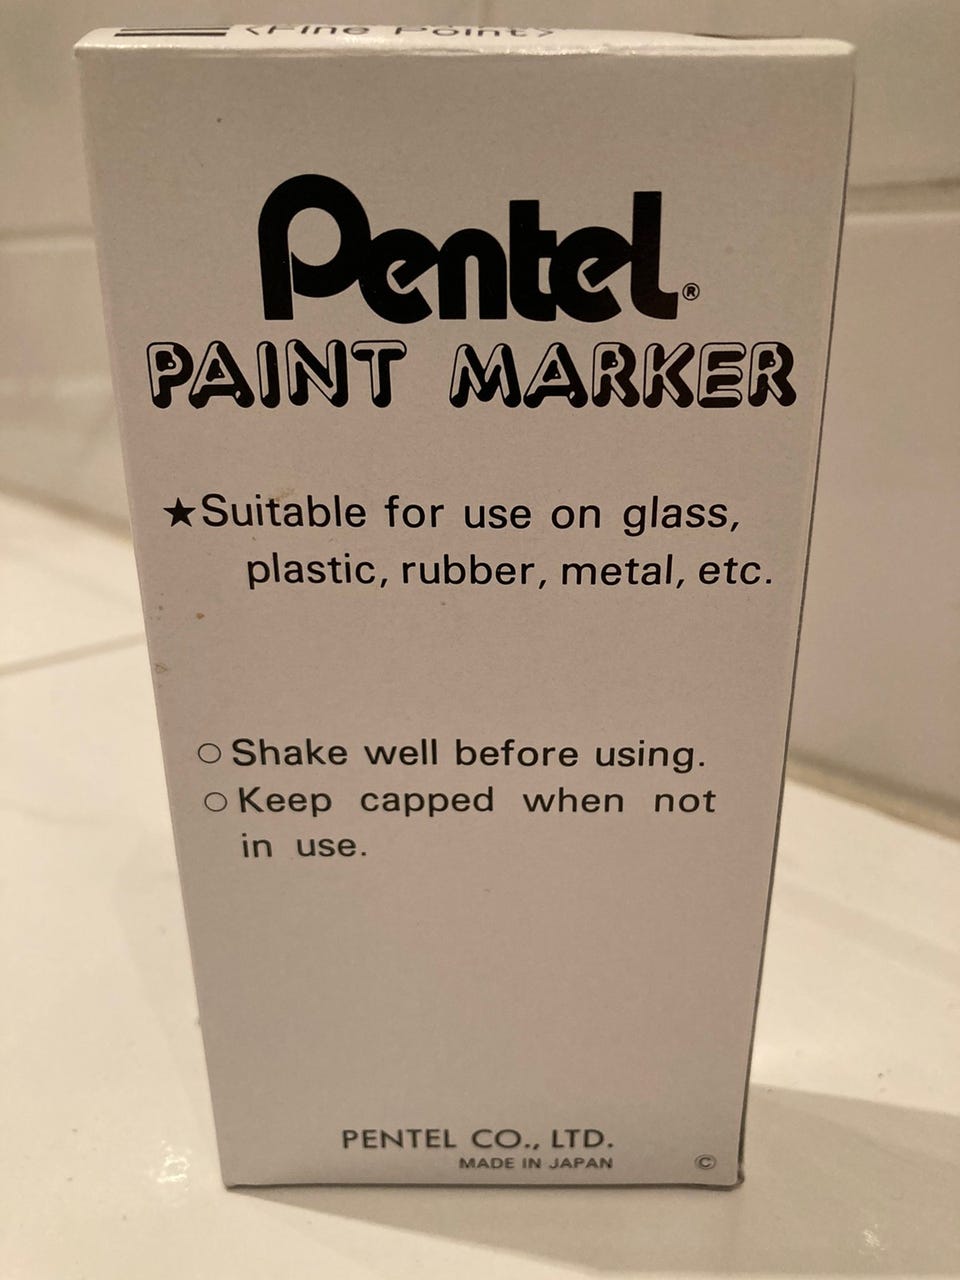 <Fine Point>
Pentel®
PAINT MARKER
★Suitable for use on glass,
plastic, rubber, metal, etc.
○ Shake well before using.
○ Keep capped when not
in use.
PENTEL CO., LTD.
MADE IN JAPAN ©